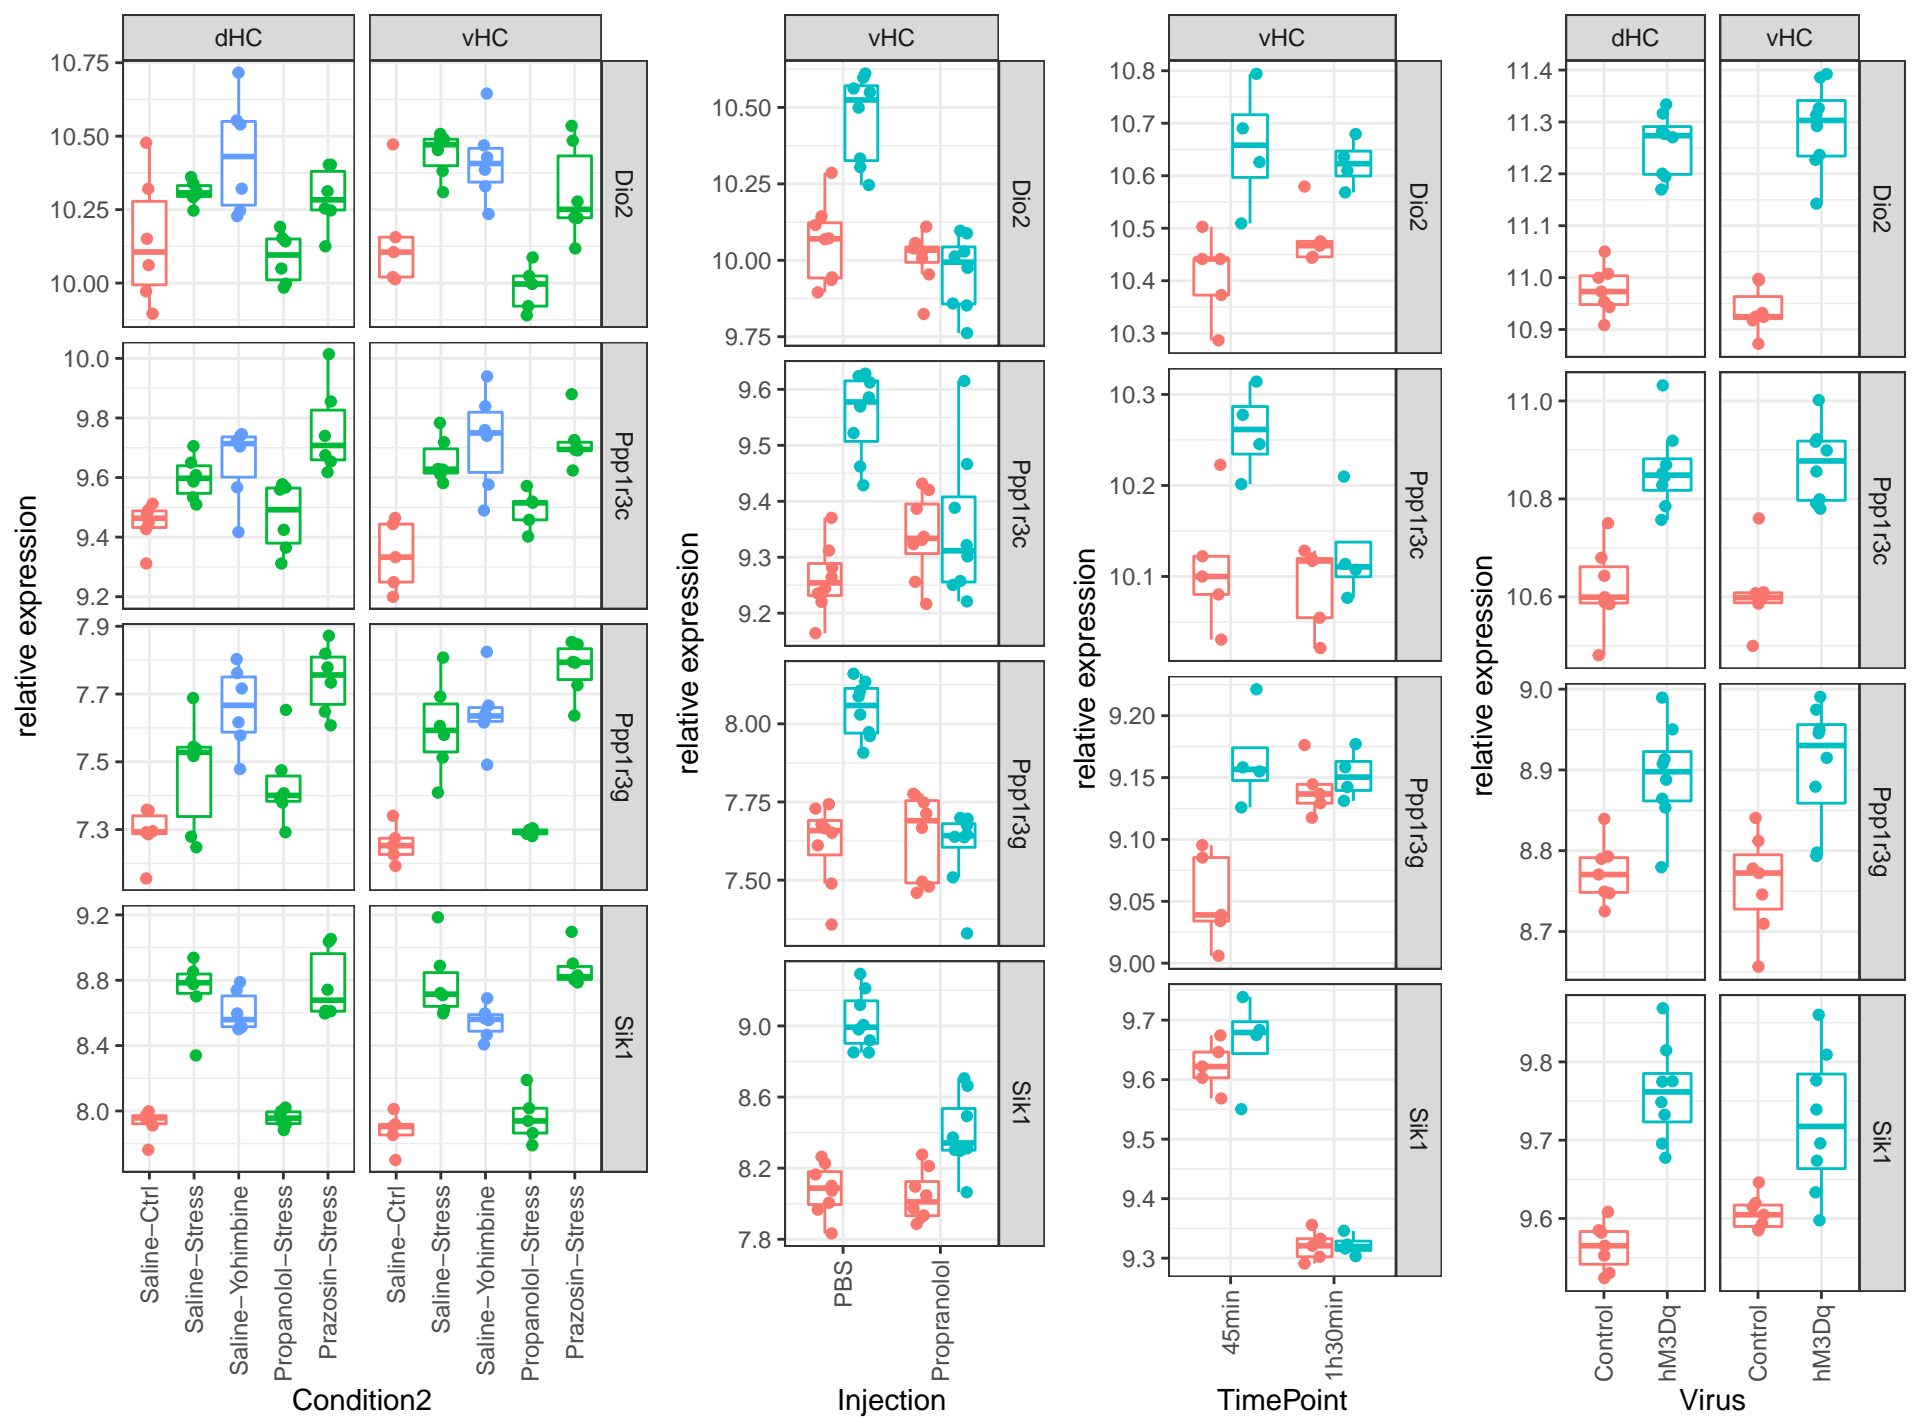 dHC
vHC
10.75
10.50
10.25
10.00
Dio2
10.0
9.8
9.6
9.4
9.2
Ppp1r3c
7.9
7.7
7.5
7.3
Ppp1r3g
9.2
8.8
8.4
8.0
Sik1
relative expression
Saline−Ctrl
Saline−Stress
Saline−Yohimbine
Propanolol−Stress
Prazosin−Stress
Saline−Ctrl
Saline−Stress
Saline−Yohimbine
Propanolol−Stress
Prazosin−Stress
Condition2
vHC
10.50
10.25
10.00
9.75
Dio2
9.6
9.5
9.4
9.3
9.2
Ppp1r3c
8.00
7.75
7.50
Ppp1r3g
9.0
8.6
8.2
7.8
Sik1
relative expression
PBS
Propranolol
Injection
vHC
10.8
10.7
10.6
10.5
10.4
10.3
Dio2
10.3
10.2
10.1
Ppp1r3c
9.20
9.15
9.10
9.05
9.00
Ppp1r3g
9.7
9.6
9.5
9.4
9.3
Sik1
relative expression
45min
1h30min
TimePoint
dHC
vHC
11.4
11.3
11.2
11.1
11.0
10.9
Dio2
11.0
10.8
10.6
Ppp1r3c
9.0
8.9
8.8
8.7
Ppp1r3g
9.8
9.7
9.6
Sik1
relative expression
Control
hM3Dq
Control
hM3Dq
Virus